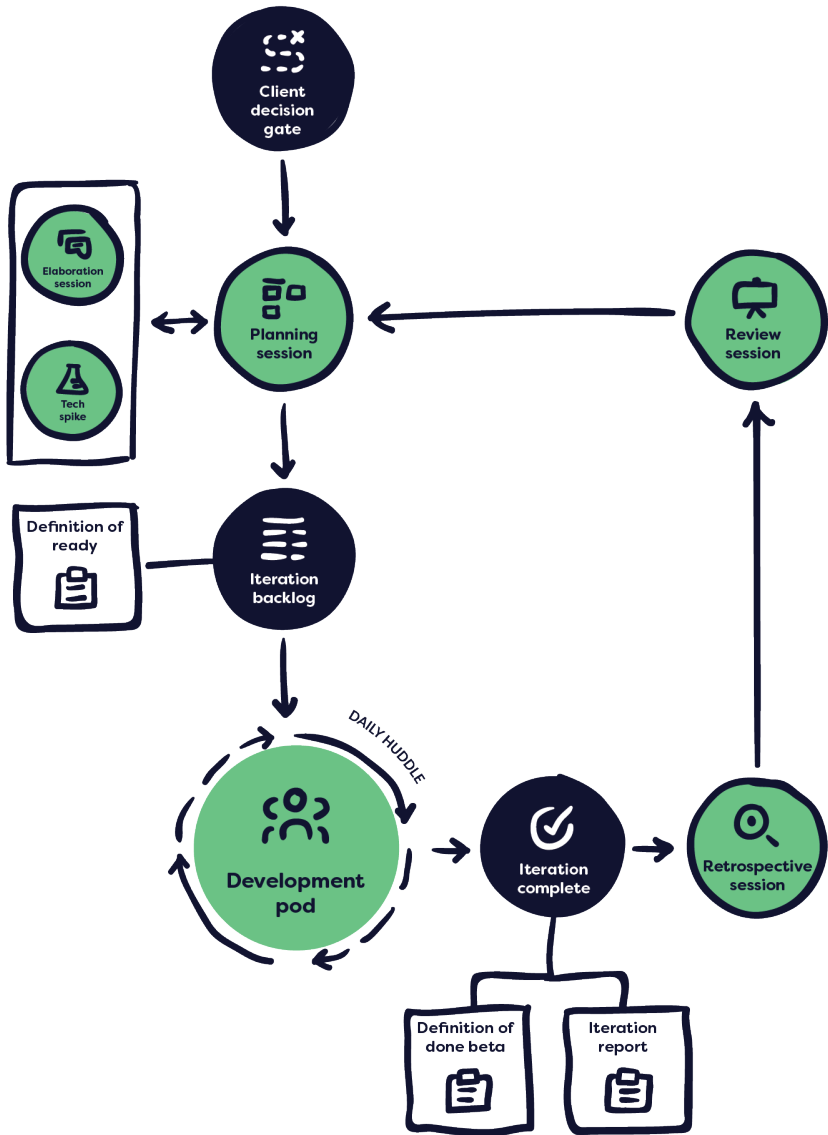 Client
decision
gate
Elaboration
session
Tech
spike
Planning
session
Review
session
Definition of
ready
Iteration
backlog
DAILY HUDDLE
Development
pod
Iteration
complete
Retrospective
session
Definition of
done beta
Iteration
report